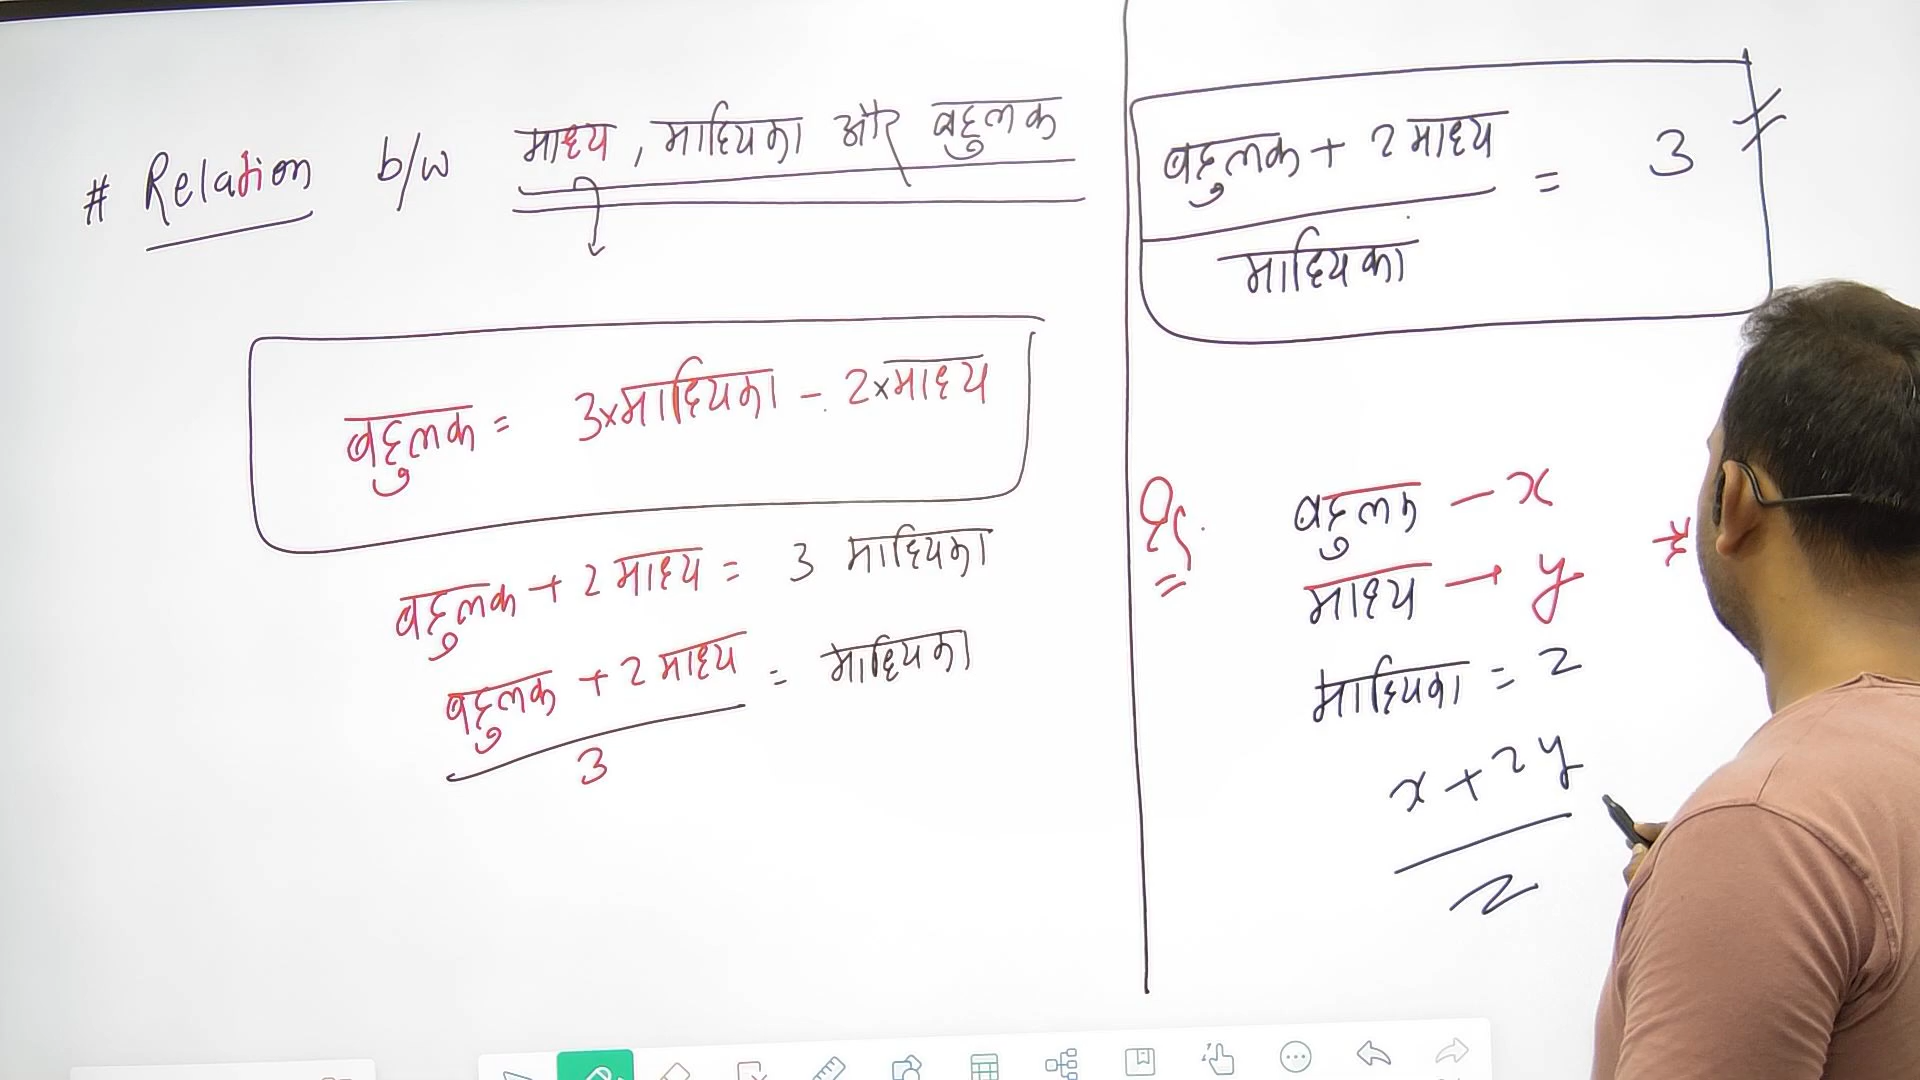 # Relation b/w माध्य, माध्यिका और बहुलक
बहुलक = 3×माध्यिका - 2×माध्य
बहुलक + 2 माध्य = 3 माध्यिका
बहुलक + 2 माध्य = माध्यिका
3
बहुलक + 2 माध्य = 3
माध्यिका
Q.
बहुलक - x
माध्य → y
माध्यिका = z
x + 2y
z